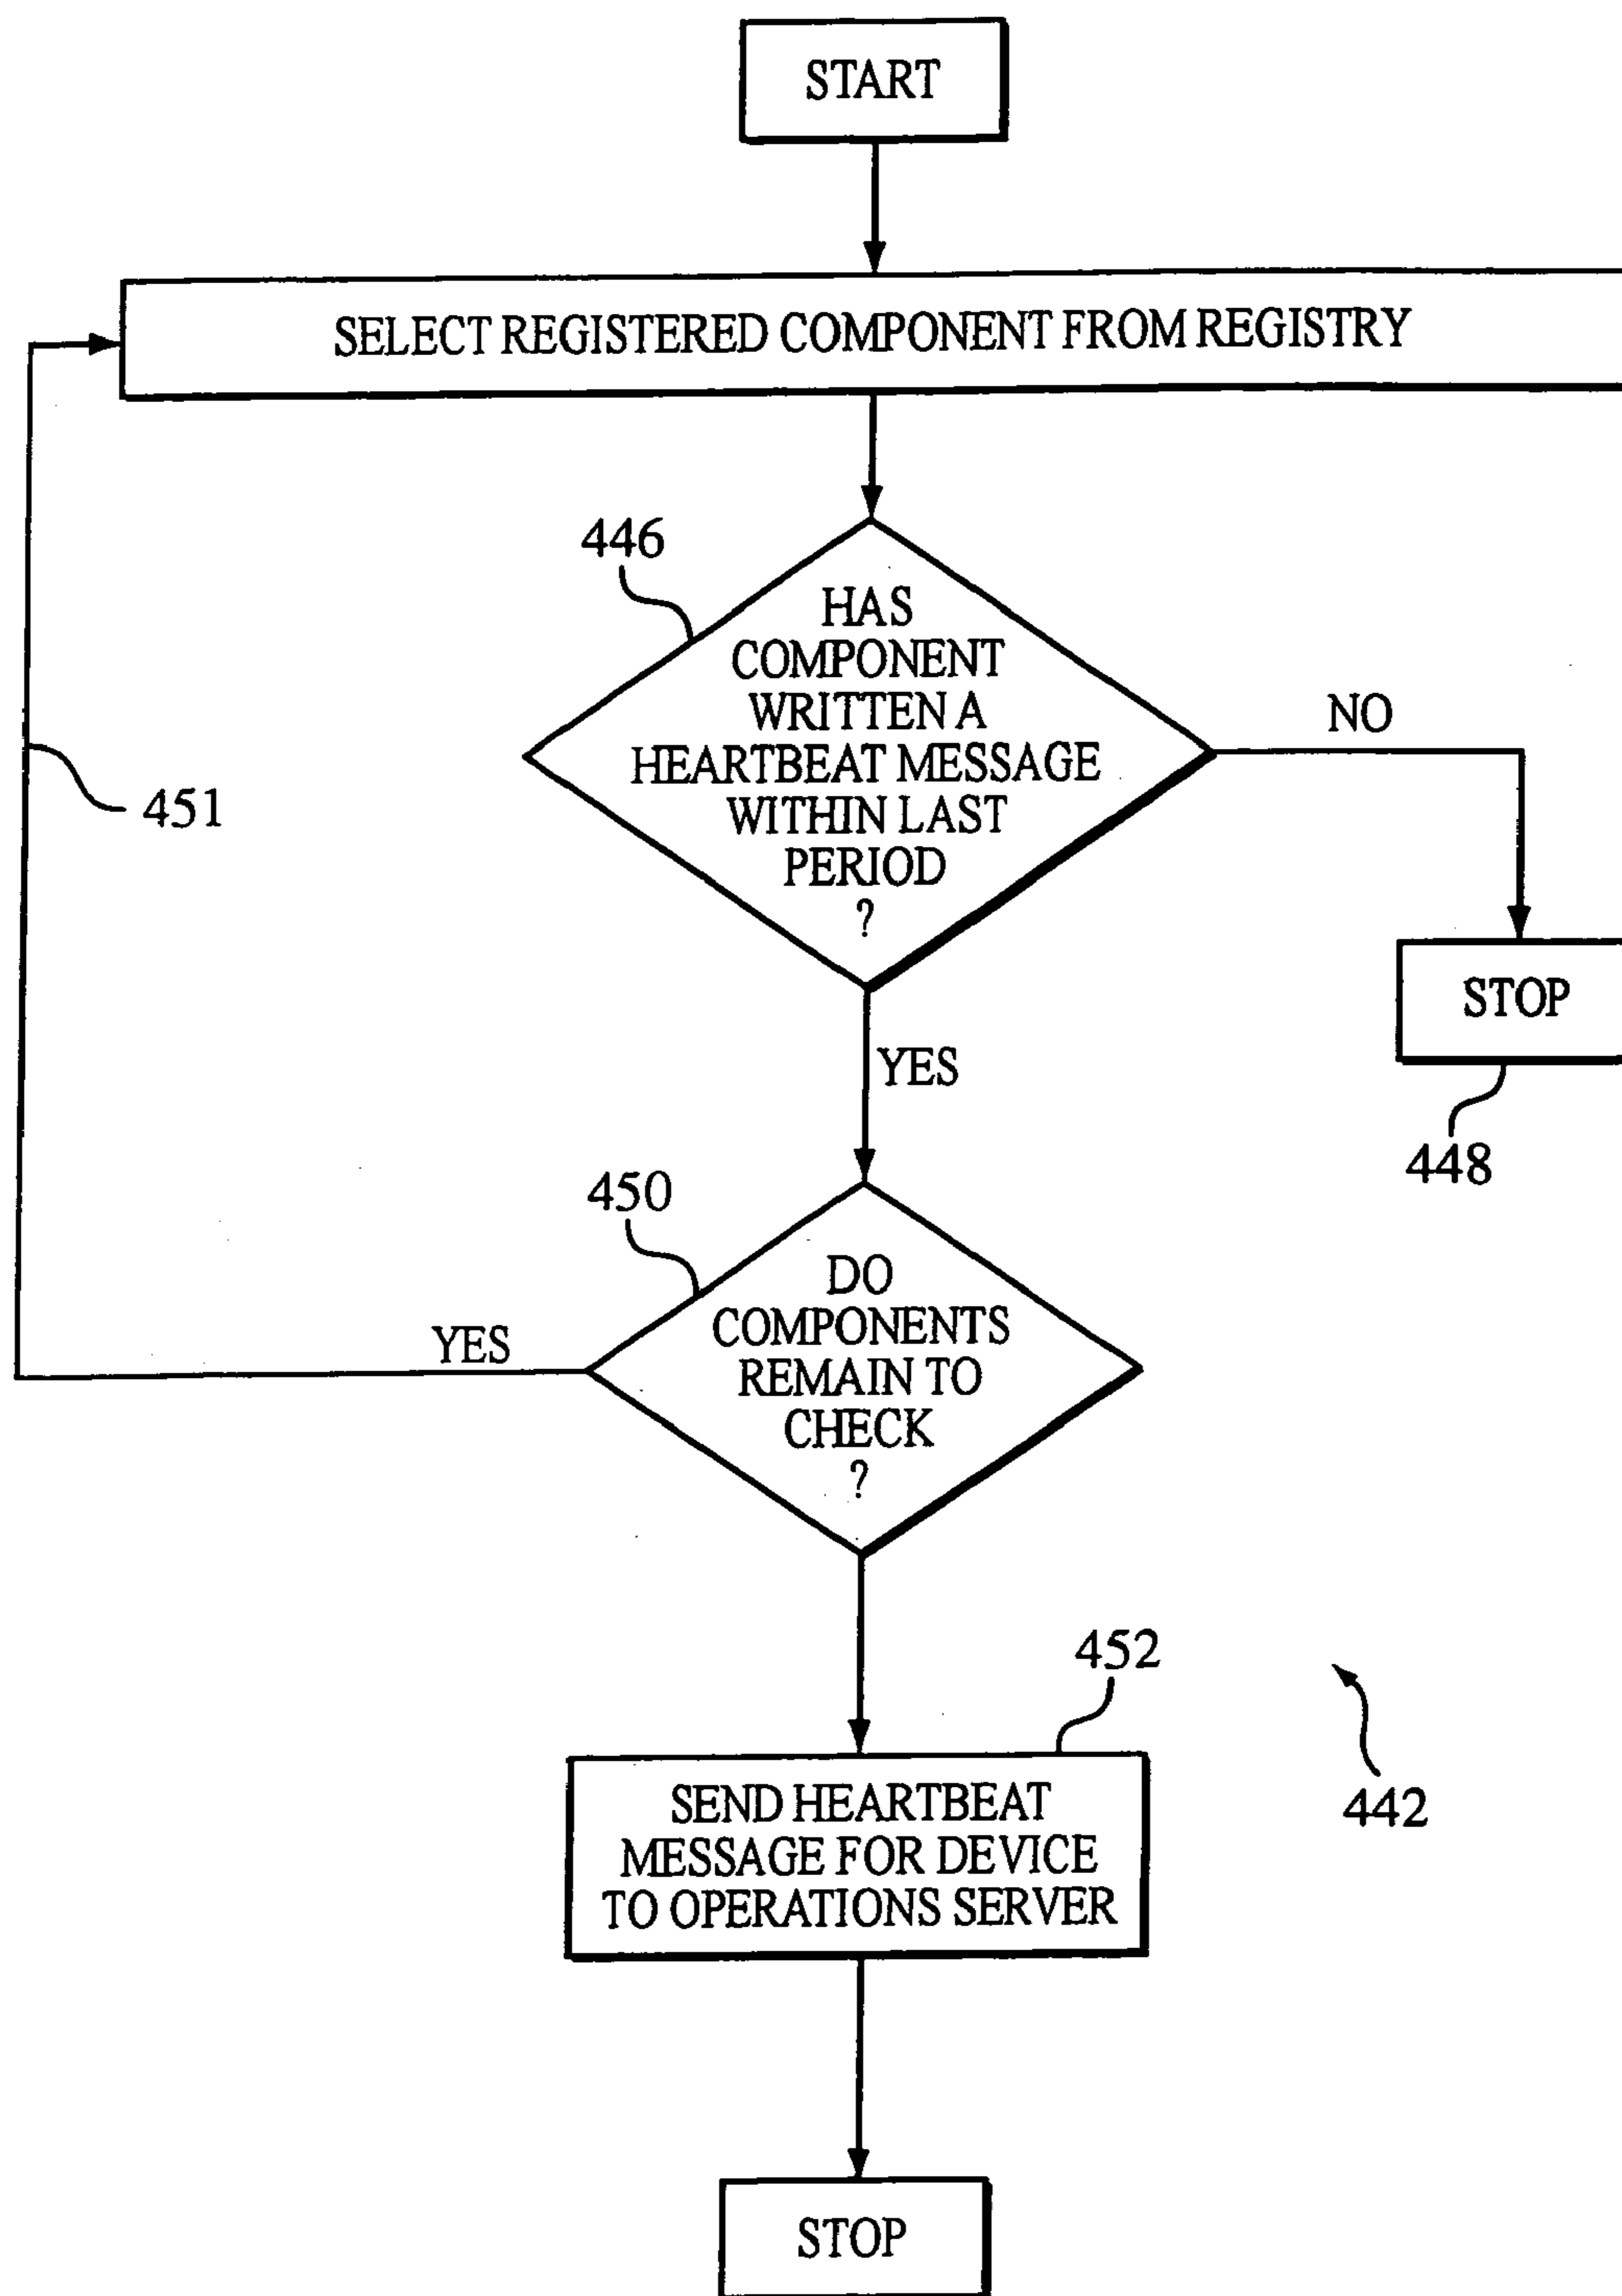 START
SELECT REGISTERED COMPONENT FROM REGISTRY
446
HAS
COMPONENT
WRITTEN A
HEARTBEAT MESSAGE
WITHIN LAST
PERIOD
?
NO
451
STOP
448
YES
450
DO
COMPONENTS
REMAIN TO
CHECK
?
YES
452
SEND HEARTBEAT
MESSAGE FOR DEVICE
TO OPERATIONS SERVER
442
STOP